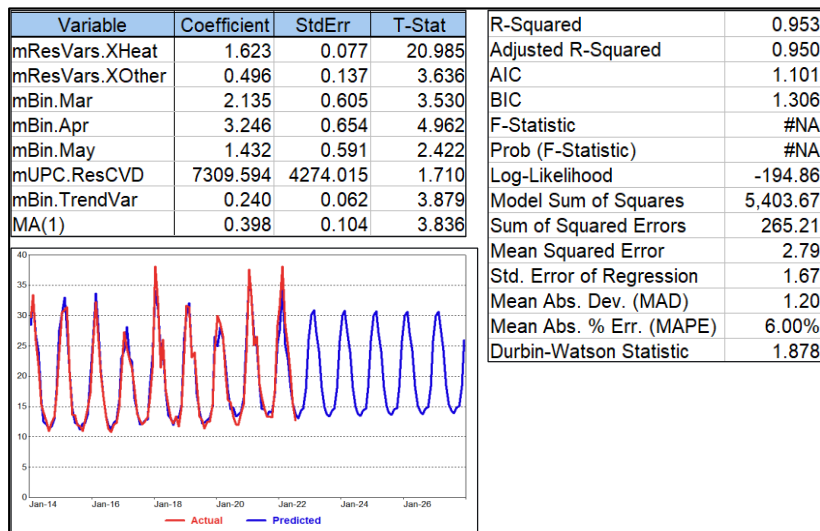 Variable Coefficient StdErr T-Stat
mResVars.XHeat 1.623 0.077 20.985
mResVars.XOther 0.496 0.137 3.636
mBin.Mar 2.135 0.605 3.530
mBin.Apr 3.246 0.654 4.962
mBin.May 1.432 0.591 2.422
mUPC.ResCVD 7309.594 4274.015 1.710
mBin.TrendVar 0.240 0.062 3.879
MA(1) 0.398 0.104 3.836
R-Squared 0.953
Adjusted R-Squared 0.950
AIC 1.101
BIC 1.306
F-Statistic #NA
Prob (F-Statistic) #NA
Log-Likelihood -194.86
Model Sum of Squares 5,403.67
Sum of Squared Errors 265.21
Mean Squared Error 2.79
Std. Error of Regression 1.67
Mean Abs. Dev. (MAD) 1.20
Mean Abs. % Err. (MAPE) 6.00%
Durbin-Watson Statistic 1.878
40
35
30
25
20
15
10
5
0
Jan-14 Jan-16 Jan-18 Jan-20 Jan-22 Jan-24 Jan-26
Actual Predicted